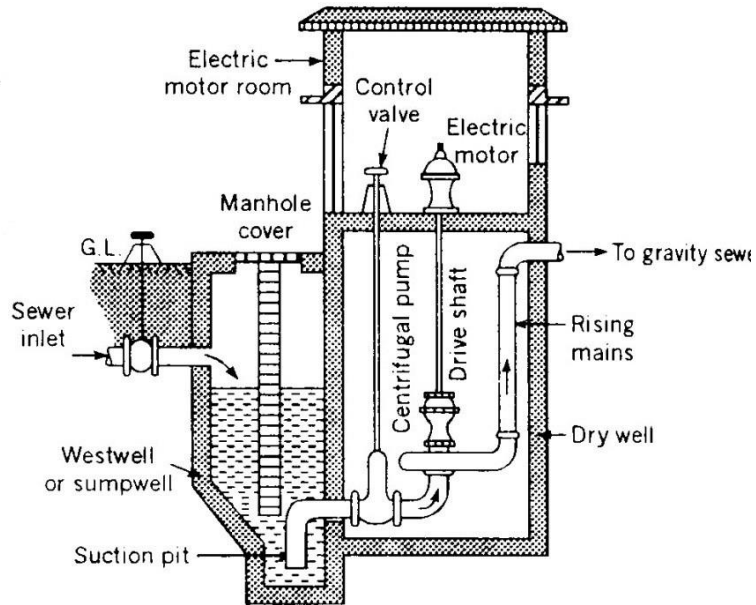 Electric
motor room
Control
valve
Electric
motor
Manhole
cover
G.L.
To gravity sewe
Sewer
inlet
Centrifugal pump
Drive shaft
Rising
mains
Dry well
Westwell
or sumpwell
Suction pit